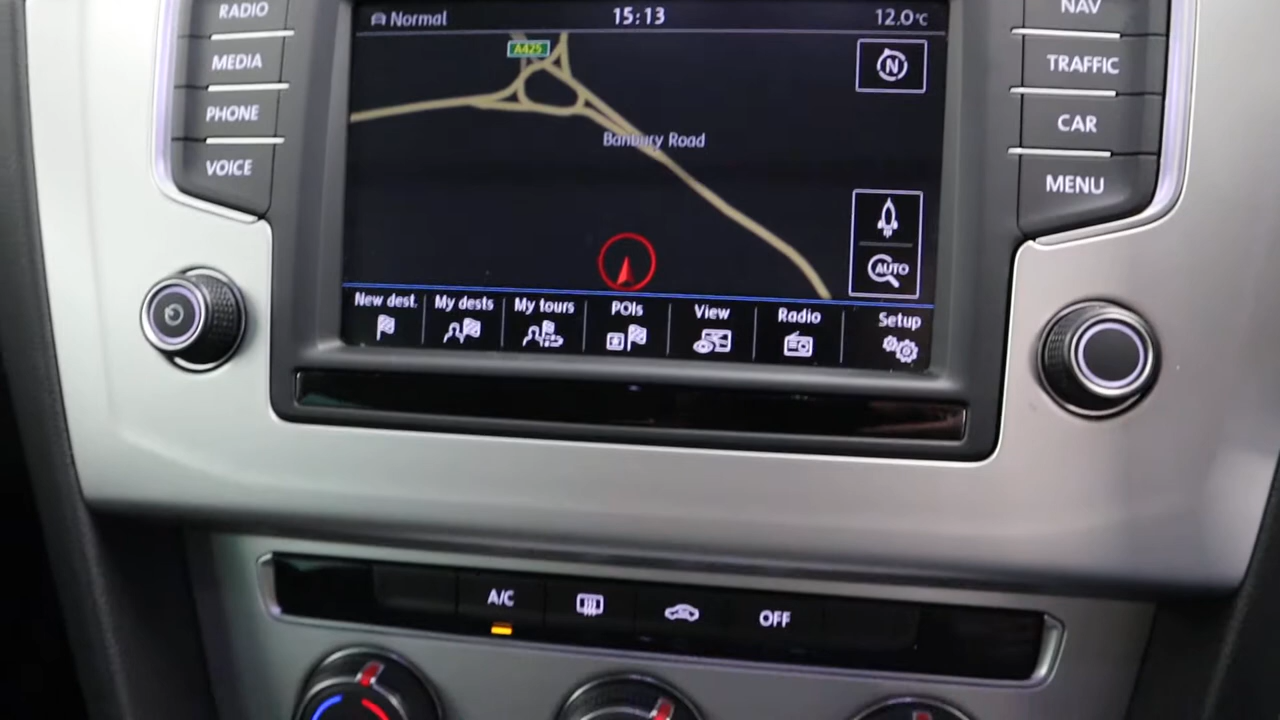 RADIO
MEDIA
PHONE
VOICE
Normal
15:13
12.0°C
A425
N
Banbury Road
AUTO
New dest.
My dests
My tours
POIs
View
Radio
Setup
NAV
TRAFFIC
CAR
MENU
A/C
OFF